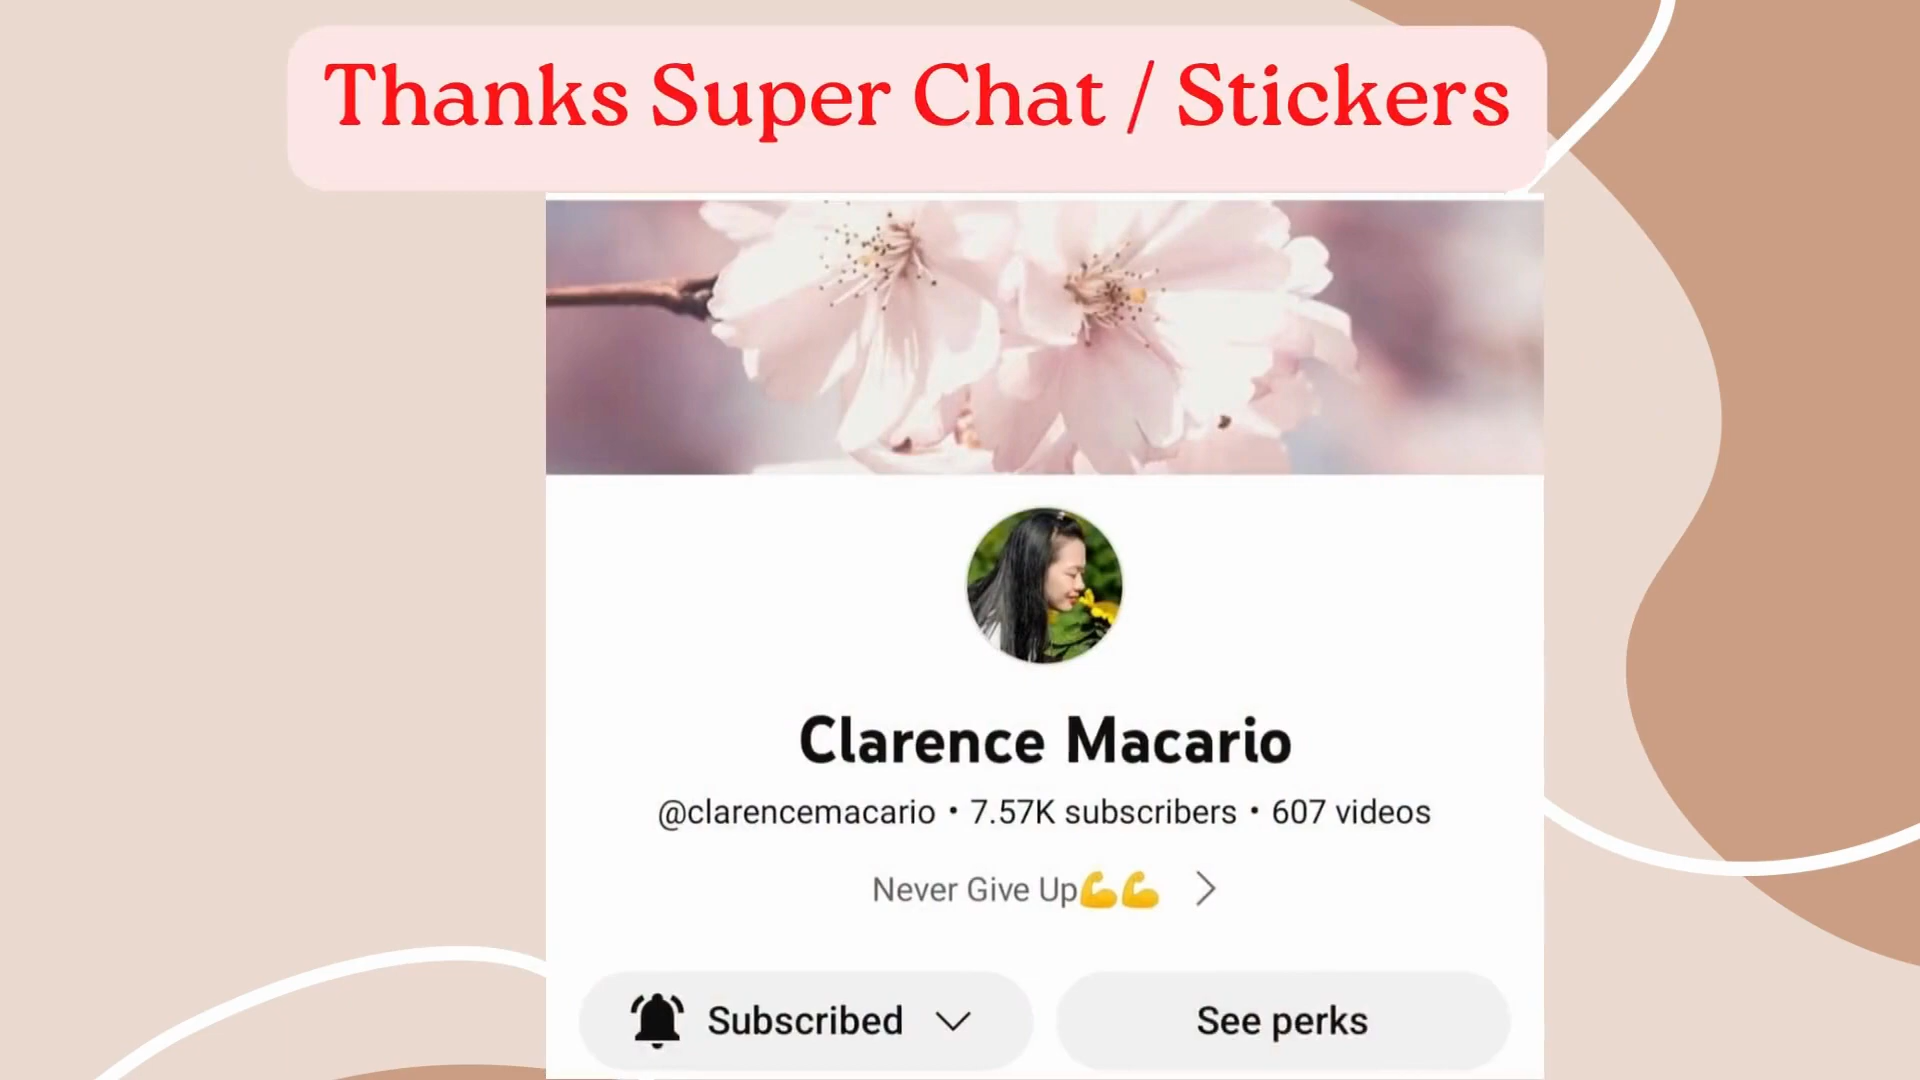 Thanks Super Chat / Stickers
Clarence Macario
@clarencemacario • 7.57K subscribers • 607 videos
Never Give Up💪💪
Subscribed
See perks